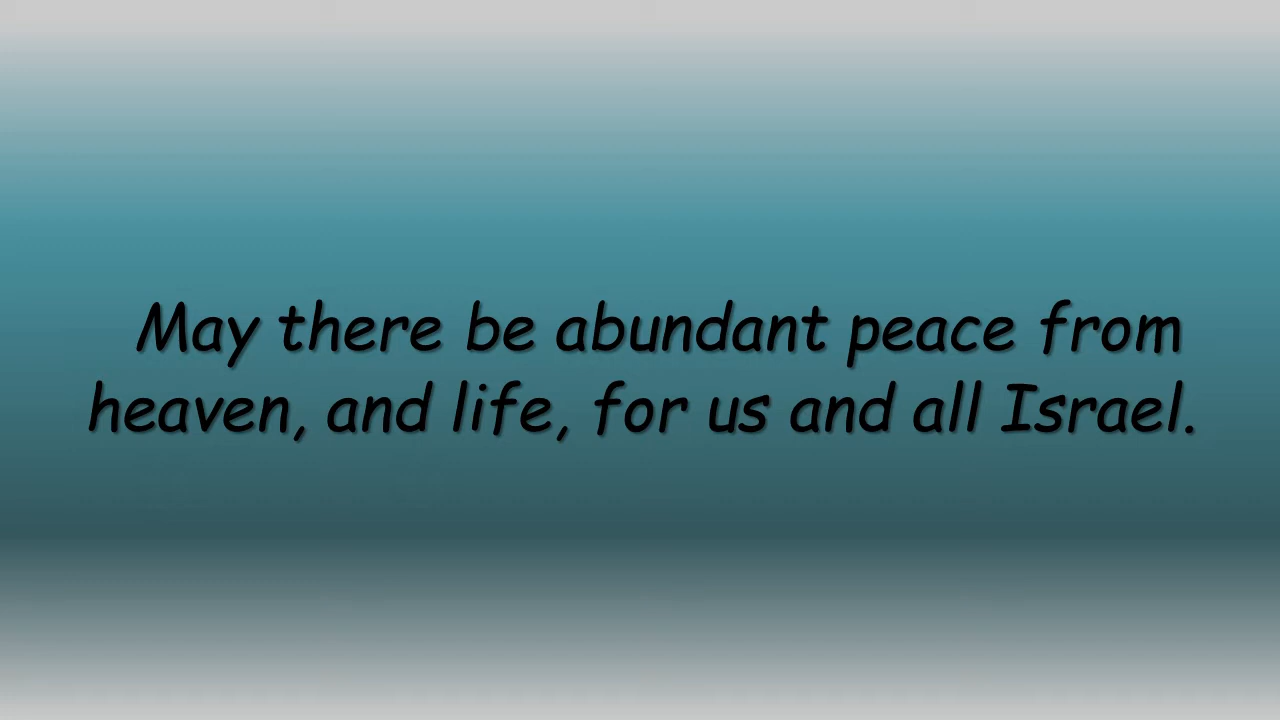 May there be abundant peace from
heaven, and life, for us and all Israel.